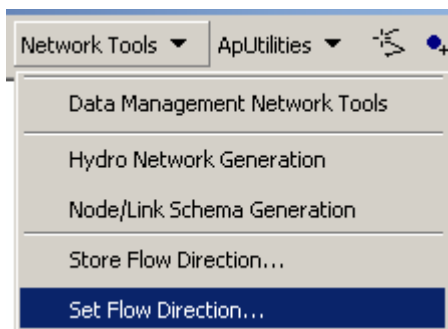 Network Tools ApUtilities
Data Management Network Tools
Hydro Network Generation
Node/Link Schema Generation
Store Flow Direction...
Set Flow Direction...